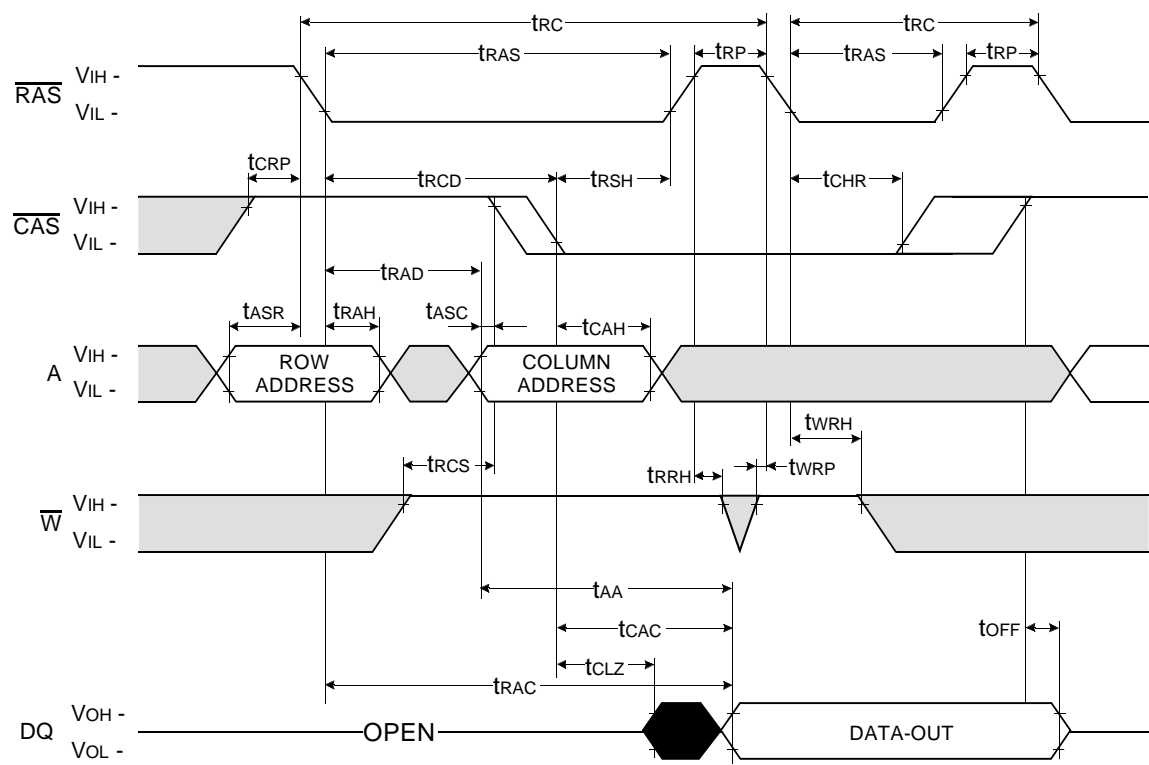 tRC tRC
tRAS tRP tRAS tRP
RAS VIH -
VIL -
tCRP tRCD tRSH tCHR
CAS VIH -
VIL -
tRAD
tASR tRAH tASC tCAH
A VIH -
VIL -
ROW ADDRESS
COLUMN ADDRESS
tWRH
tRCS tRRH tWRP
W VIH -
VIL -
tAA
tCAC tOFF
tCLZ
tRAC
DQ VOH -
VOL -
OPEN DATA-OUT